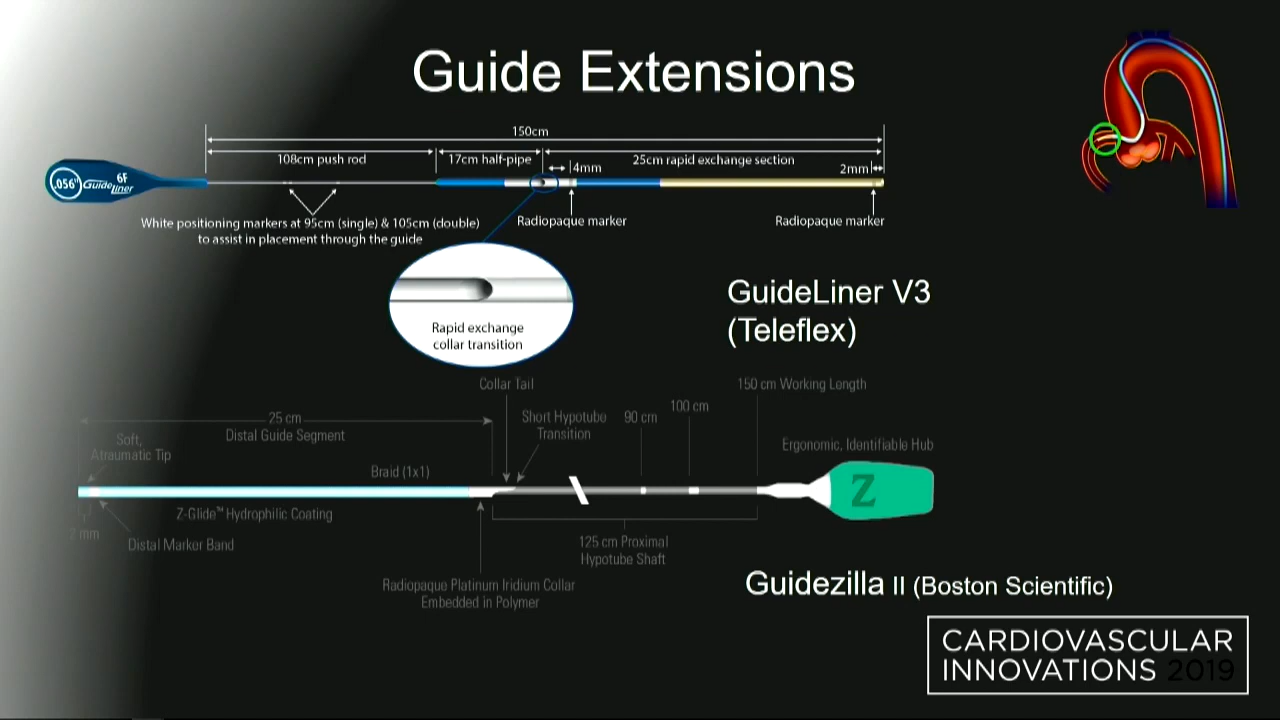 Guide Extensions
150cm
108cm push rod
17cm half-pipe
4mm
25cm rapid exchange section
2mm
.056"
GuideLiner
6F
White positioning markers at 95cm (single) & 105cm (double)
to assist in placement through the guide
Radiopaque marker
Radiopaque marker
Rapid exchange
collar transition
GuideLiner V3
(Teleflex)
Collar Tail
150 cm Working Length
25 cm
Distal Guide Segment
Short Hypotube
Transition
90 cm
100 cm
Soft,
Atraumatic Tip
Braid (1x1)
Ergonomic, Identifiable Hub
Z
Z-Glide™ Hydrophilic Coating
Distal Marker Band
125 cm Proximal
Hypotube Shaft
Radiopaque Platinum Iridium Collar
Embedded in Polymer
Guidezilla II (Boston Scientific)
CARDIOVASCULAR
INNOVATIONS 2019